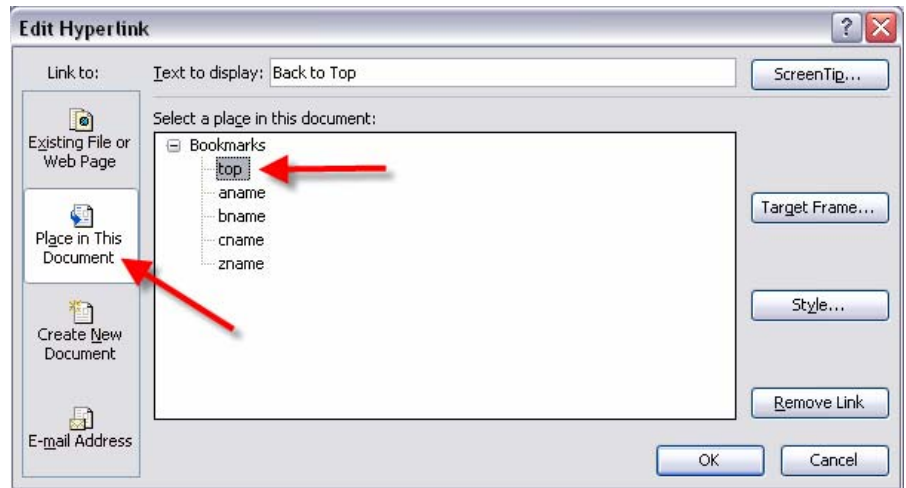 Edit Hyperlink
Link to:
Text to display: Back to Top
ScreenTip...
Existing File or
Web Page
Select a place in this document:
Bookmarks
top
aname
bname
cname
zname
Place in This
Document
Target Frame...
Create New
Document
Style...
E-mail Address
Remove Link
OK
Cancel